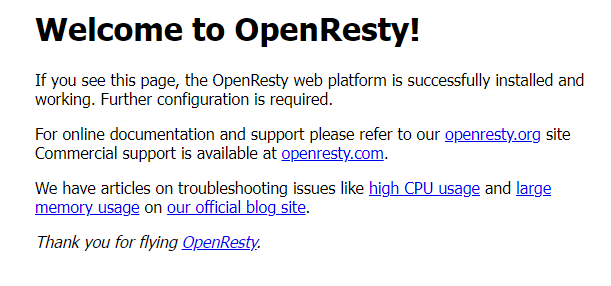 Welcome to OpenResty!
If you see this page, the OpenResty web platform is successfully installed and
working. Further configuration is required.
For online documentation and support please refer to our openresty.org site
Commercial support is available at openresty.com.
We have articles on troubleshooting issues like high CPU usage and large
memory usage on our official blog site.
Thank you for flying OpenResty.